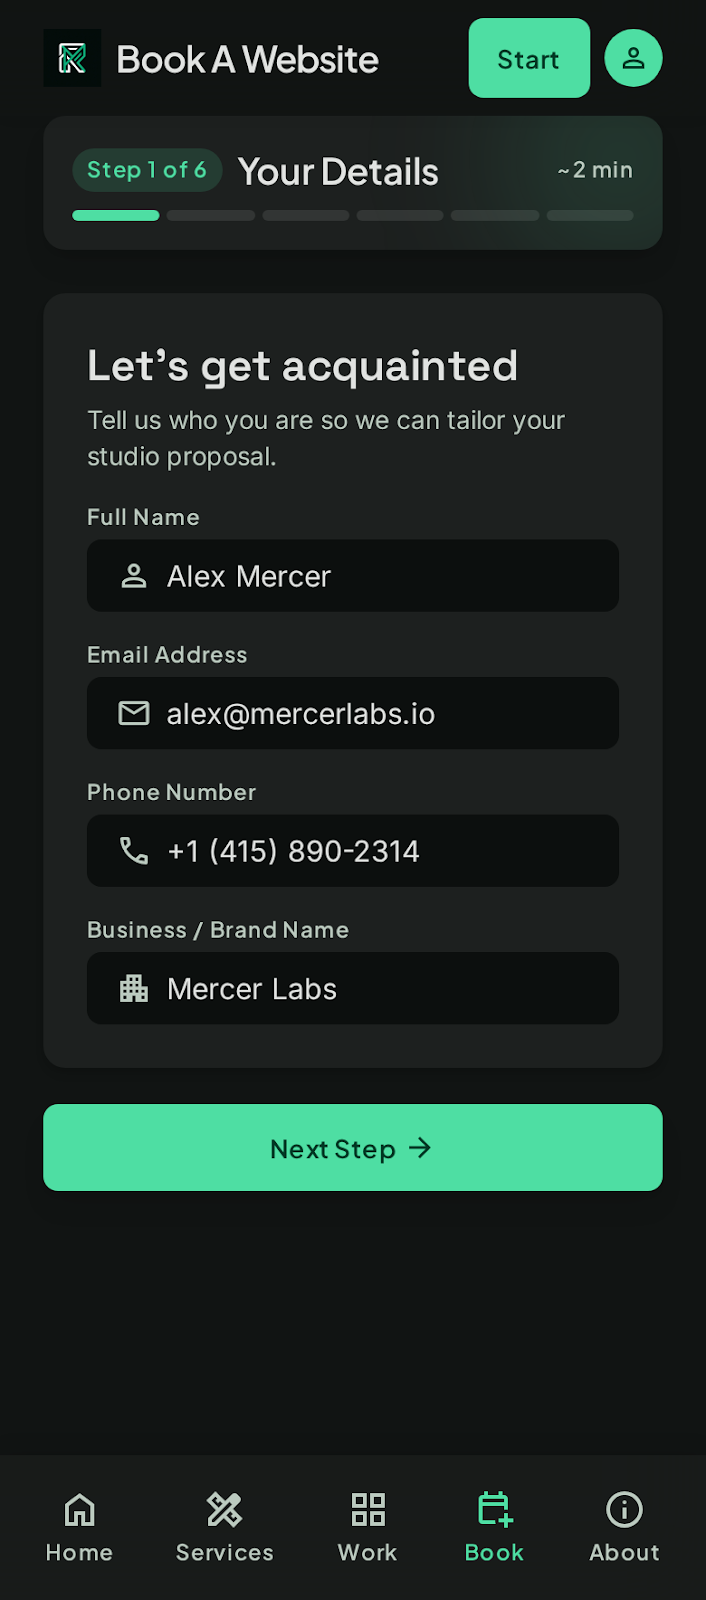 Book A Website
Start
Step 1 of 6
Your Details
~2 min
Let's get acquainted
Tell us who you are so we can tailor your
studio proposal.
Full Name
Alex Mercer
Email Address
alex@mercerlabs.io
Phone Number
+1 (415) 890-2314
Business / Brand Name
Mercer Labs
Next Step →
Home
Services
Work
Book
About